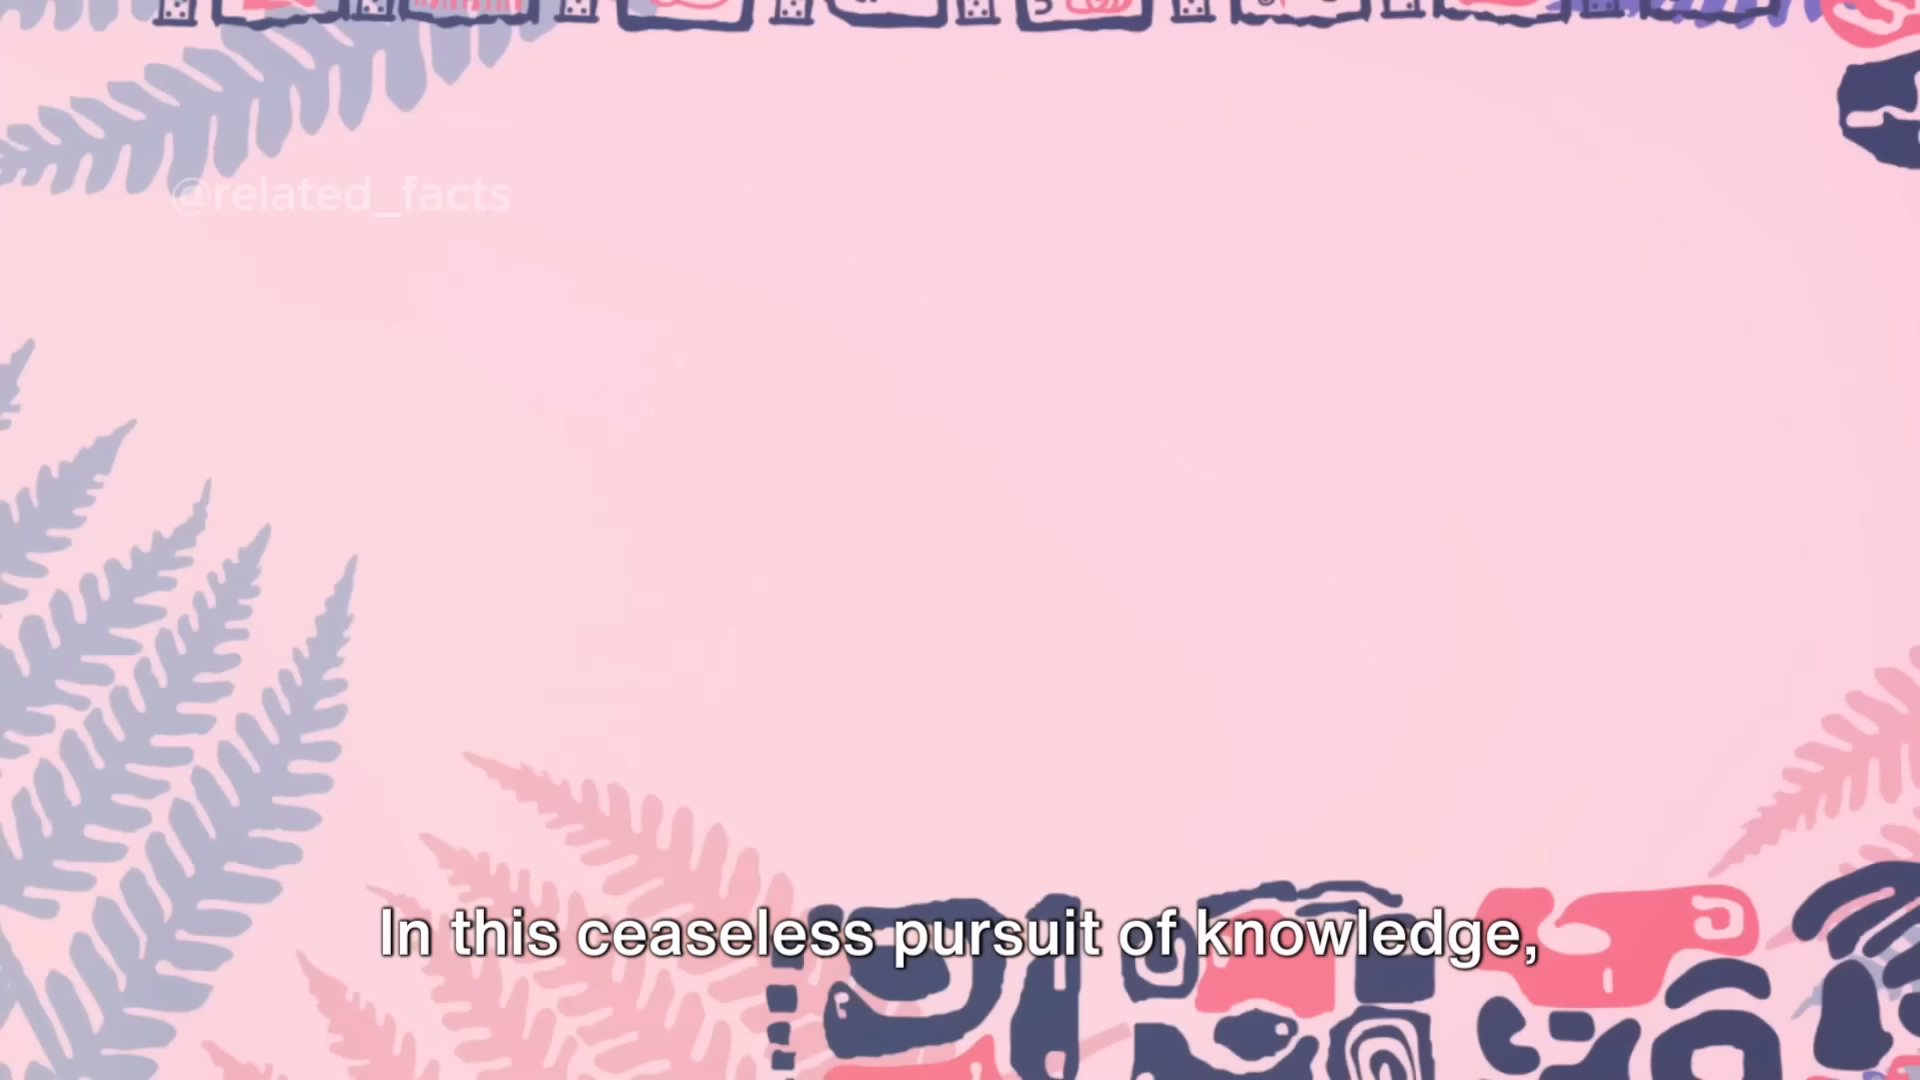 @related_facts
In this ceaseless pursuit of knowledge,